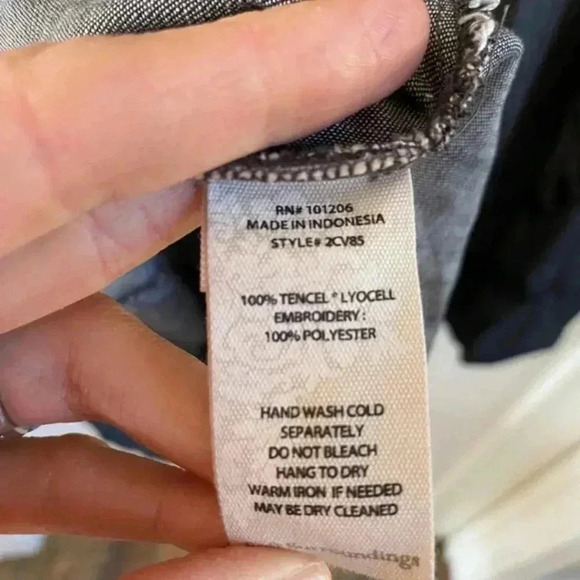 RN# 101206
MADE IN INDONESIA
STYLE# 2CV85
100% TENCEL® LYOCELL
EMBROIDERY:
100% POLYESTER
HAND WASH COLD
SEPARATELY
DO NOT BLEACH
HANG TO DRY
WARM IRON IF NEEDED
MAY BE DRY CLEANED